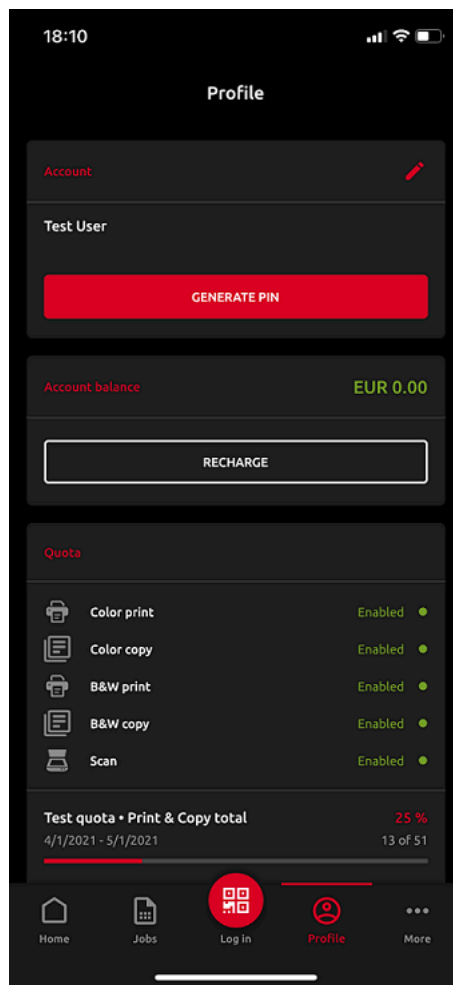 18:10
Profile
Account
Test User
GENERATE PIN
Account balance EUR 0.00
RECHARGE
Quota
Color print Enabled
Color copy Enabled
B&W print Enabled
B&W copy Enabled
Scan Enabled
Test quota • Print & Copy total 25 %
4/1/2021 - 5/1/2021 13 of 51
Home Jobs Log in Profile More